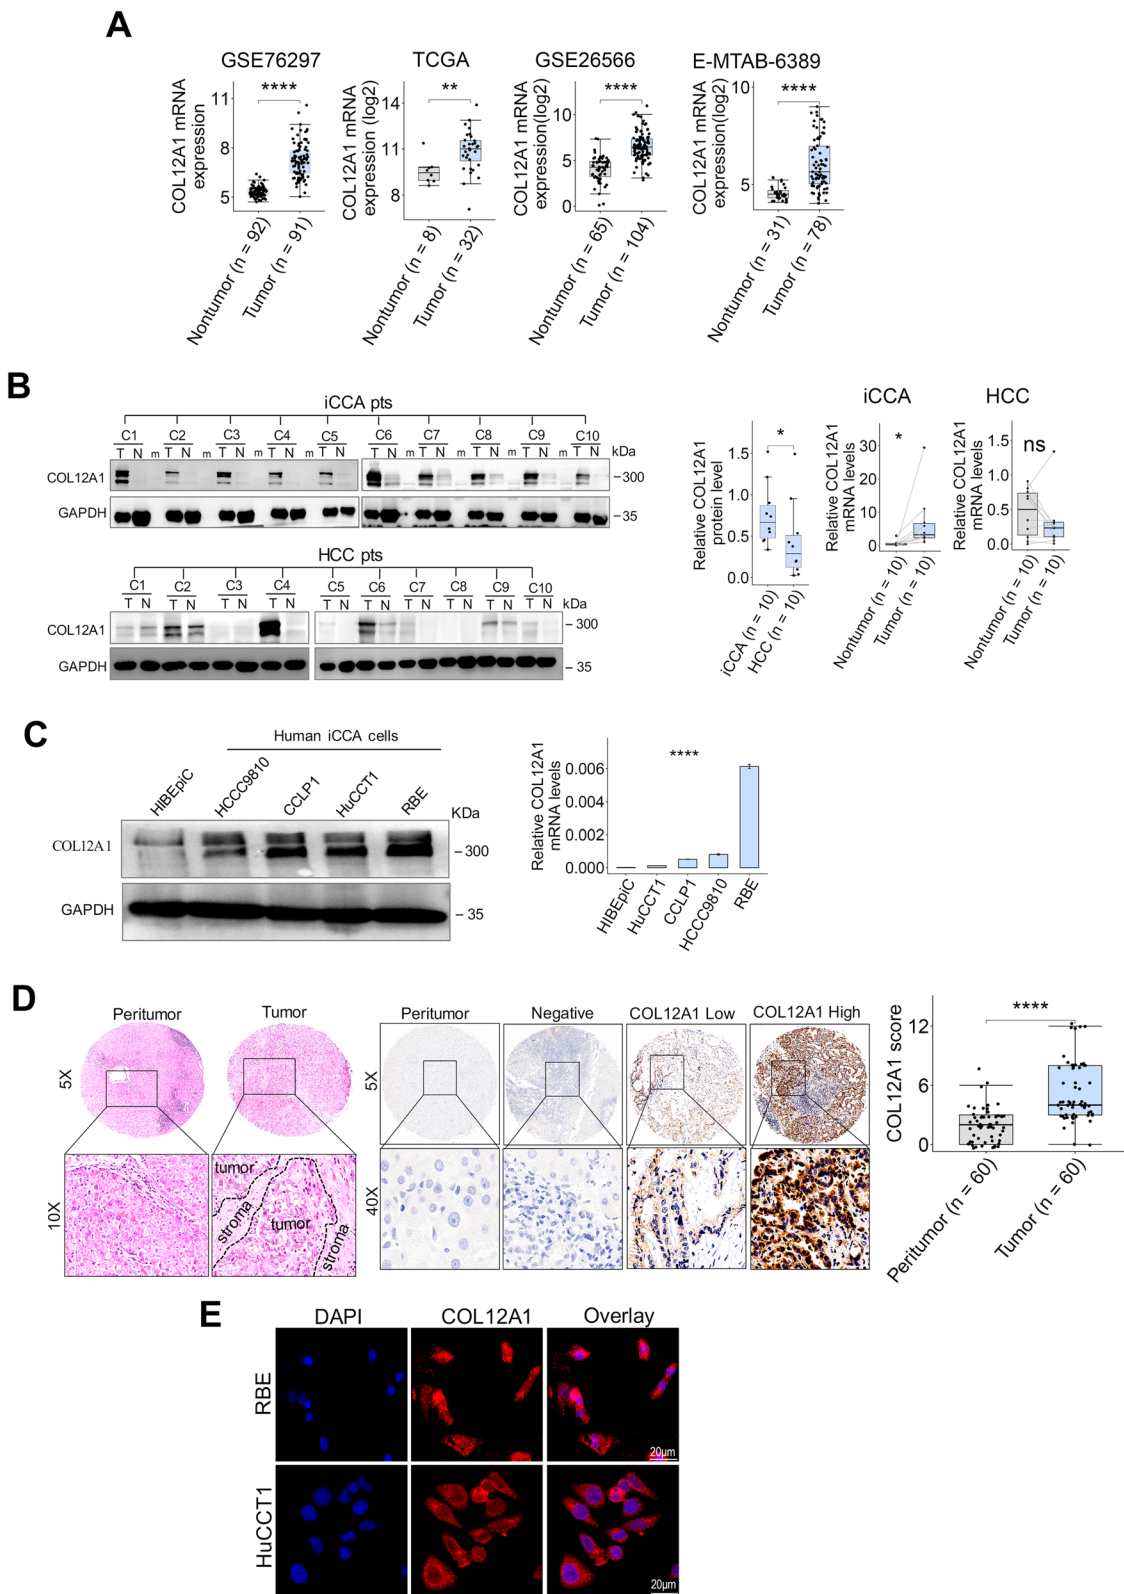 A
GSE76297
TCGA
GSE26566
E-MTAB-6389
COL12A1 mRNA
expression
11
8
5
****
Nontumor (n = 92)
Tumor (n = 91)
COL12A1 mRNA
expression (log2)
14
11
8
**
Nontumor (n = 8)
Tumor (n = 32)
COL12A1 mRNA
expression(log2)
10
5
0
****
Nontumor (n = 65)
Tumor (n = 104)
COL12A1 mRNA
expression(log2)
5
****
Nontumor (n = 31)
Tumor (n = 78)
B
iCCA pts
C1 C2 C3 C4 C5 C6 C7 C8 C9 C10
T N m T N m T N m T N m T N m T N m T N m T N m T N m T N kDa
COL12A1
– 300
GAPDH
– 35
HCC pts
C1 C2 C3 C4 C5 C6 C7 C8 C9 C10
T N T N T N T N T N T N T N T N T N T N kDa
COL12A1
– 300
GAPDH
– 35
Relative COL12A1
protein level
1.5
1.0
0.5
0.0
*
iCCA (n = 10)
HCC (n = 10)
iCCA
Relative COL12A1
mRNA levels
30
20
10
0
*
Nontumor (n = 10)
Tumor (n = 10)
HCC
Relative COL12A1
mRNA levels
1.5
1.0
0.5
0.0
ns
Nontumor (n = 10)
Tumor (n = 10)
C
Human iCCA cells
HIBEpiC
HCCC9810
CCLP1
HuCCT1
RBE
KDa
COL12A1
– 300
GAPDH
– 35
Relative COL12A1
mRNA levels
0.006
0.004
0.002
0.000
****
HIBEpiC
HuCCT1
CCLP1
HCCC9810
RBE
D
Peritumor
Tumor
5X
10X
tumor
stroma
tumor
stroma
Peritumor
Negative
COL12A1 Low
COL12A1 High
5X
40X
COL12A1 score
12
6
0
****
Peritumor (n = 60)
Tumor (n = 60)
E
DAPI
COL12A1
Overlay
RBE
20μm
HuCCT1
20μm